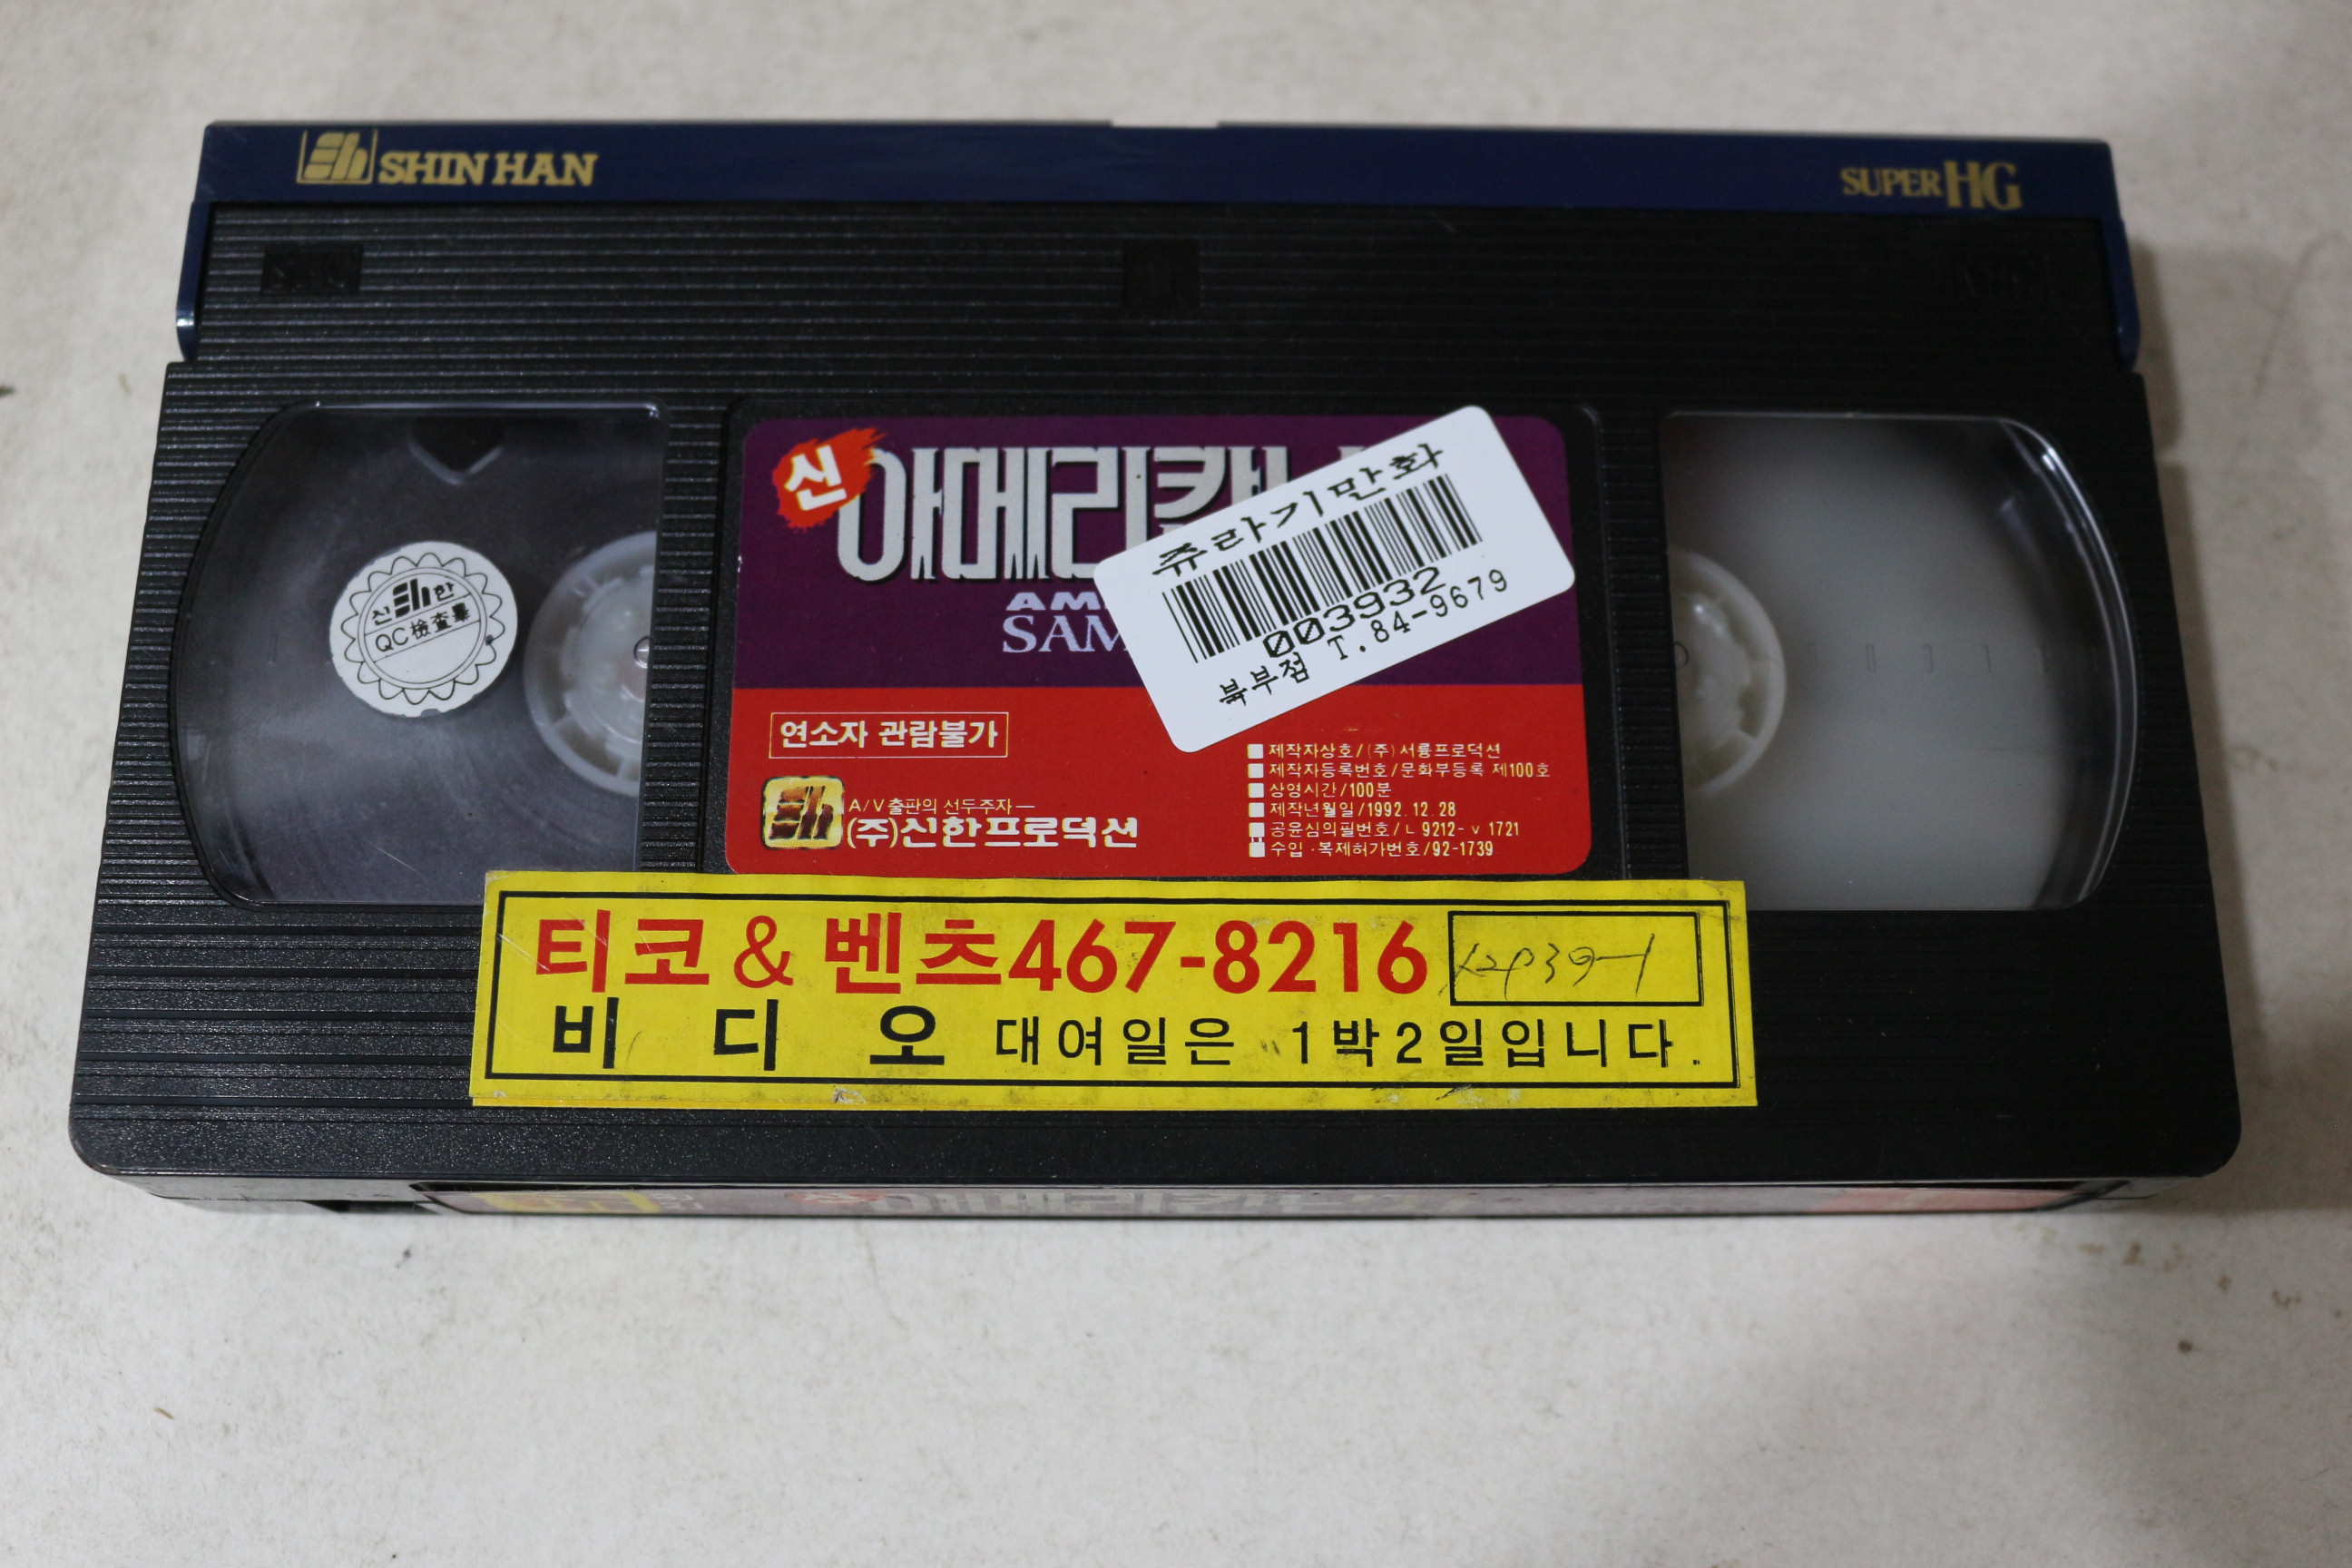 SHIN HAN
SUPER HG
신 아메리칸
쥬라기만화
003932
북부점 T.84-9679
신한
QC檢査畢
연소자 관람불가
A/V출판의 선두주자—
(주)신한프로덕션
제작자상호/(주)서륭프로덕션
제작자등록번호/문화부등록 제100호
상영시간/100분
제작년월일/1992.12.28
공윤심의필번호/ㄴ9212-v1721
수입·복제허가번호/92-1739
티코&벤츠467-8216
비디오 대여일은 1박2일입니다.